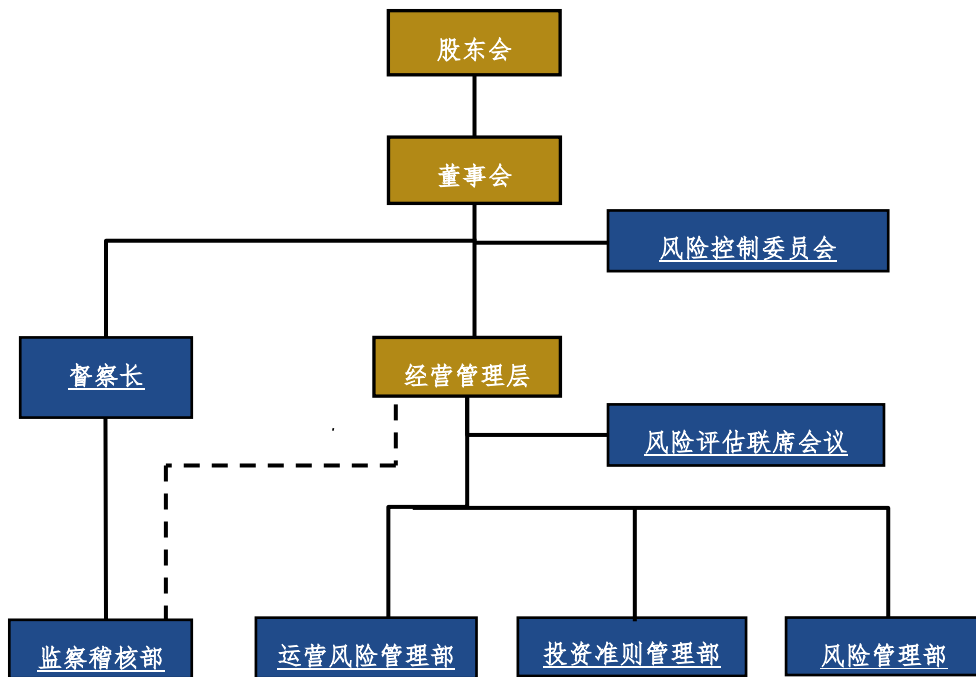 股东会
董事会
风险控制委员会
督察长
经营管理层
风险评估联席会议
监察稽核部
运营风险管理部
投资准则管理部
风险管理部